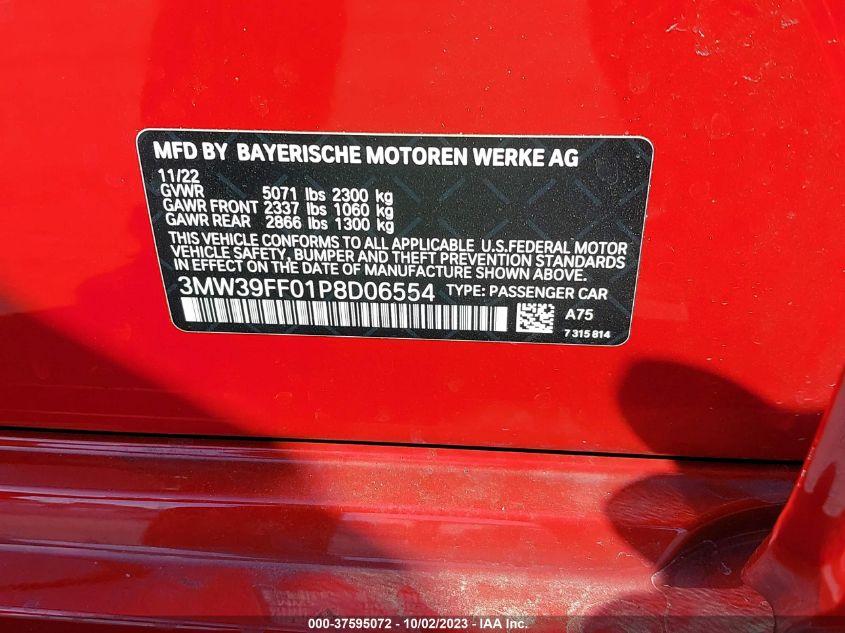 MFD BY BAYERISCHE MOTOREN WERKE AG
11/22
GVWR 5071 lbs 2300 kg
GAWR FRONT 2337 lbs 1060 kg
GAWR REAR 2866 lbs 1300 kg
THIS VEHICLE CONFORMS TO ALL APPLICABLE U.S.FEDERAL MOTOR
VEHICLE SAFETY, BUMPER AND THEFT PREVENTION STANDARDS
IN EFFECT ON THE DATE OF MANUFACTURE SHOWN ABOVE.
3MW39FF01P8D06554 TYPE: PASSENGER CAR
A75
7 315 814
000-37595072 - 10/02/2023 - IAA Inc.